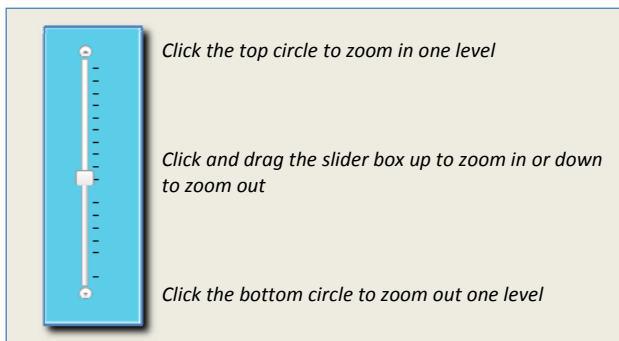 Click the top circle to zoom in one level
Click and drag the slider box up to zoom in or down
to zoom out
Click the bottom circle to zoom out one level